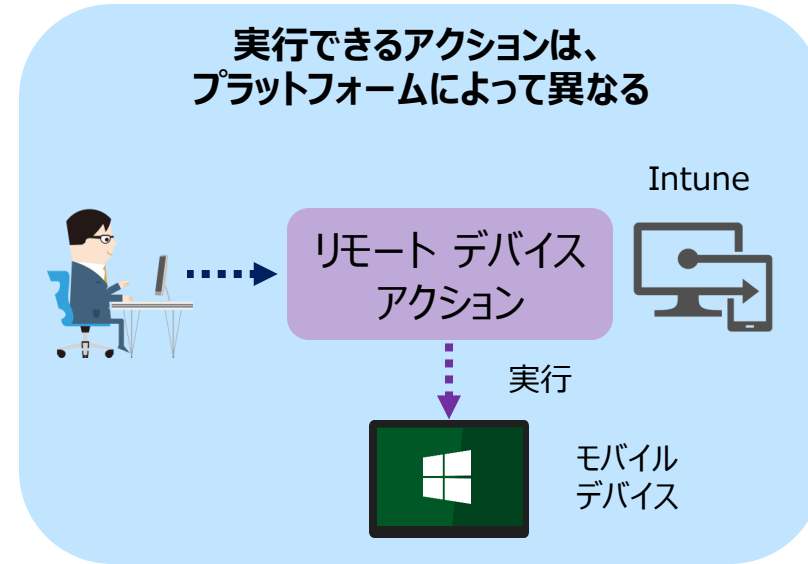 実行できるアクションは、
プラットフォームによって異なる
Intune
リモート デバイス
アクション
実行
モバイル
デバイス